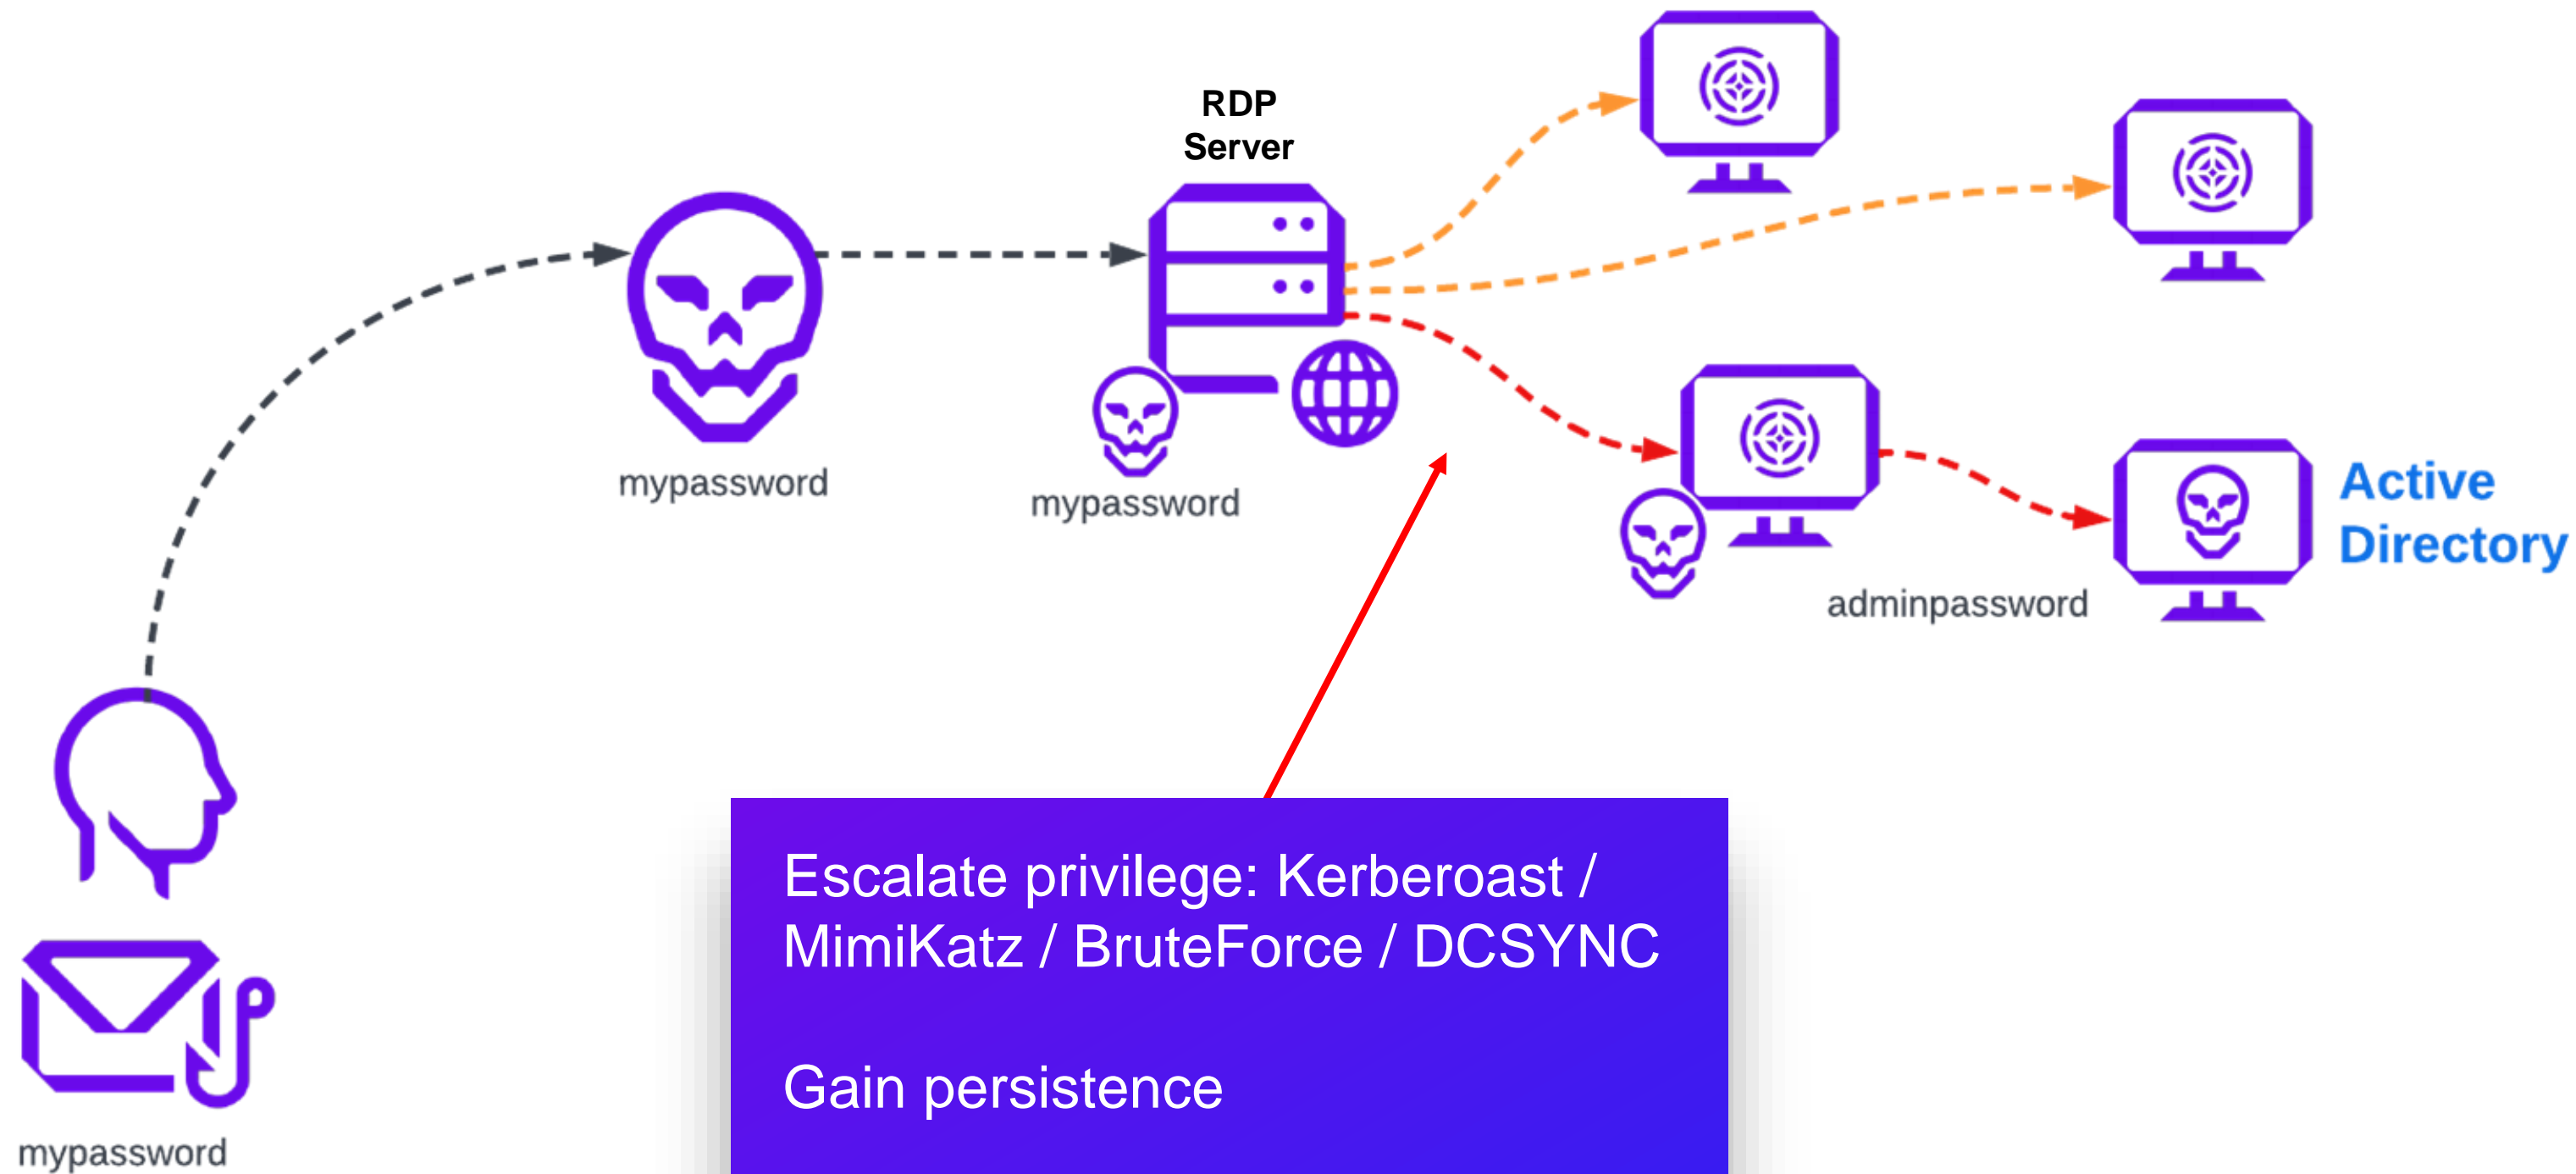 RDP
Server
mypassword
mypassword
Active
Directory
adminpassword
Escalate privilege: Kerberoast /
MimiKatz / BruteForce / DCSYNC
Gain persistence
mypassword